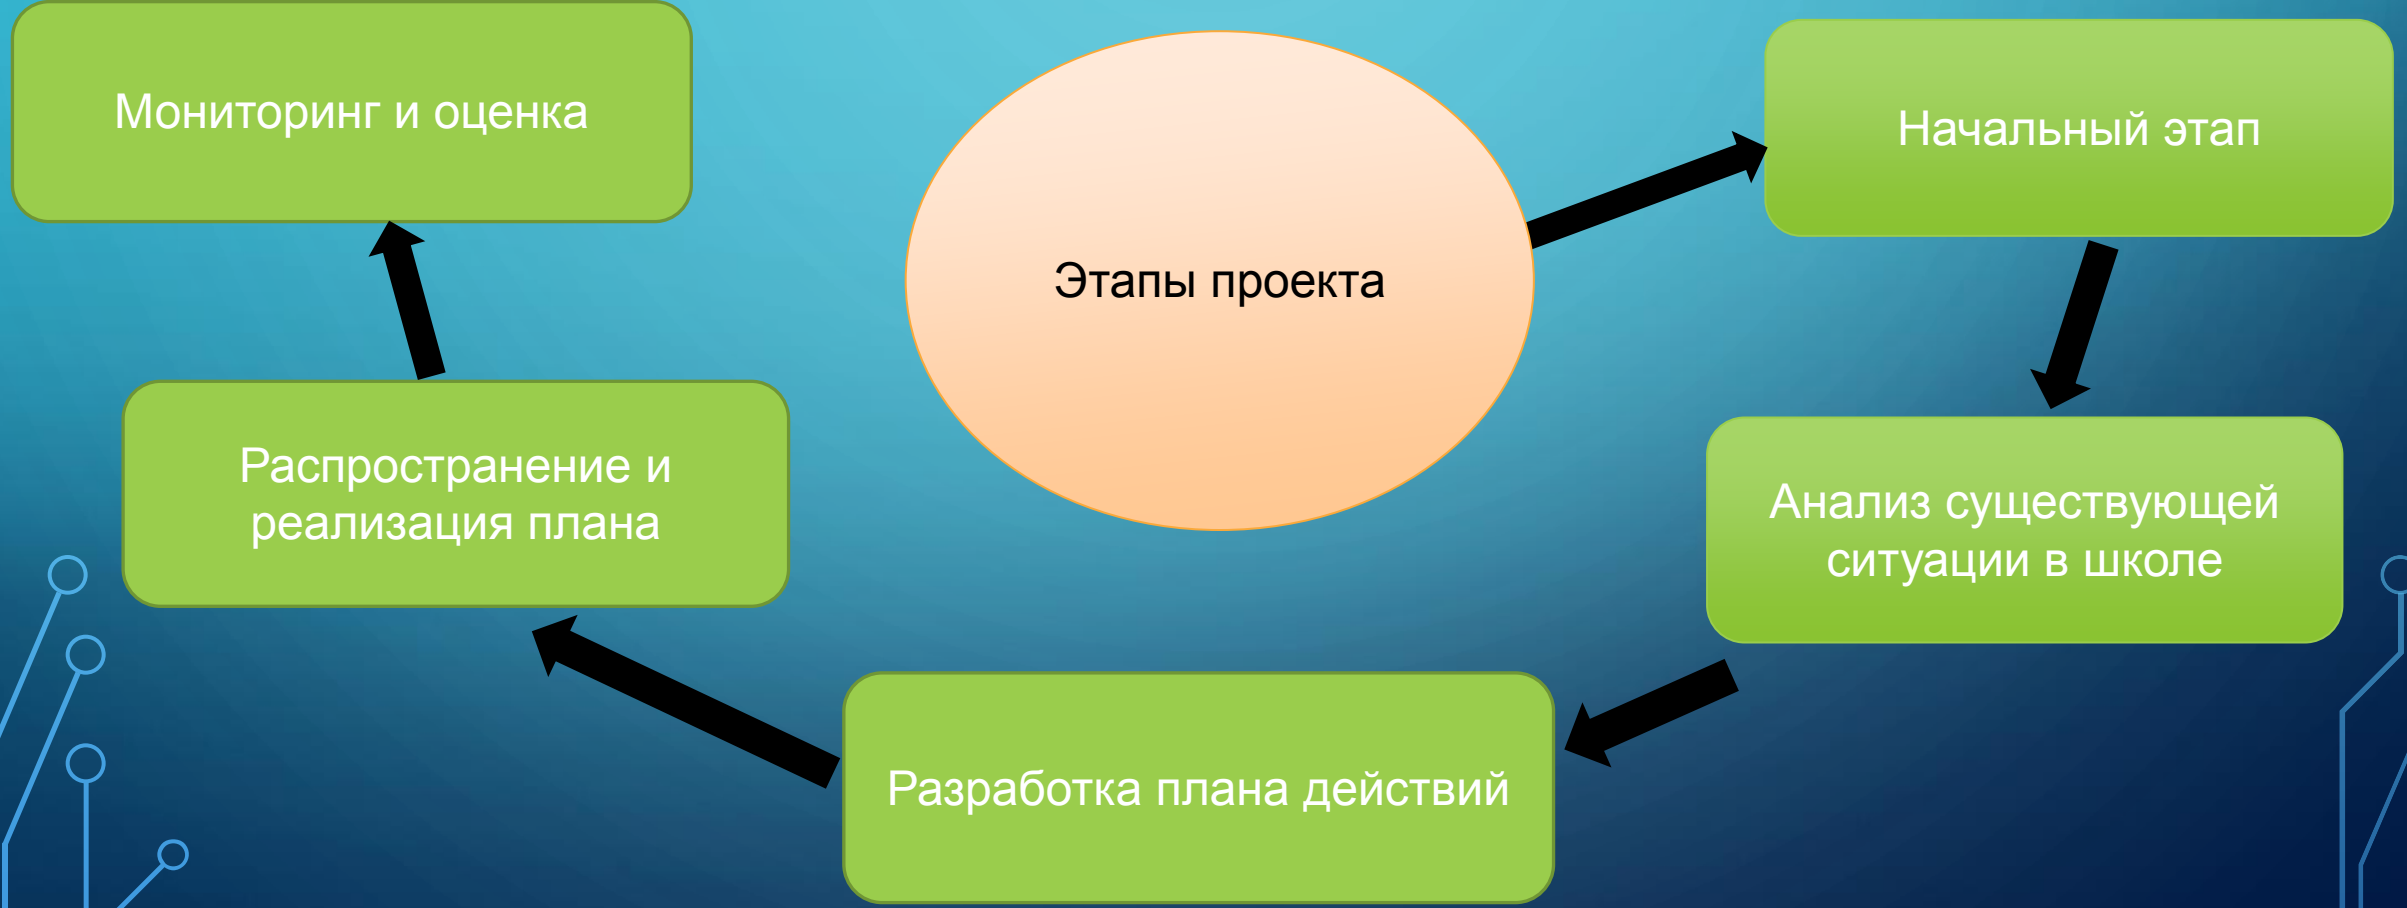 Этапы проекта
Начальный этап
Анализ существующей
ситуации в школе
Разработка плана действий
Распространение и
реализация плана
Мониторинг и оценка